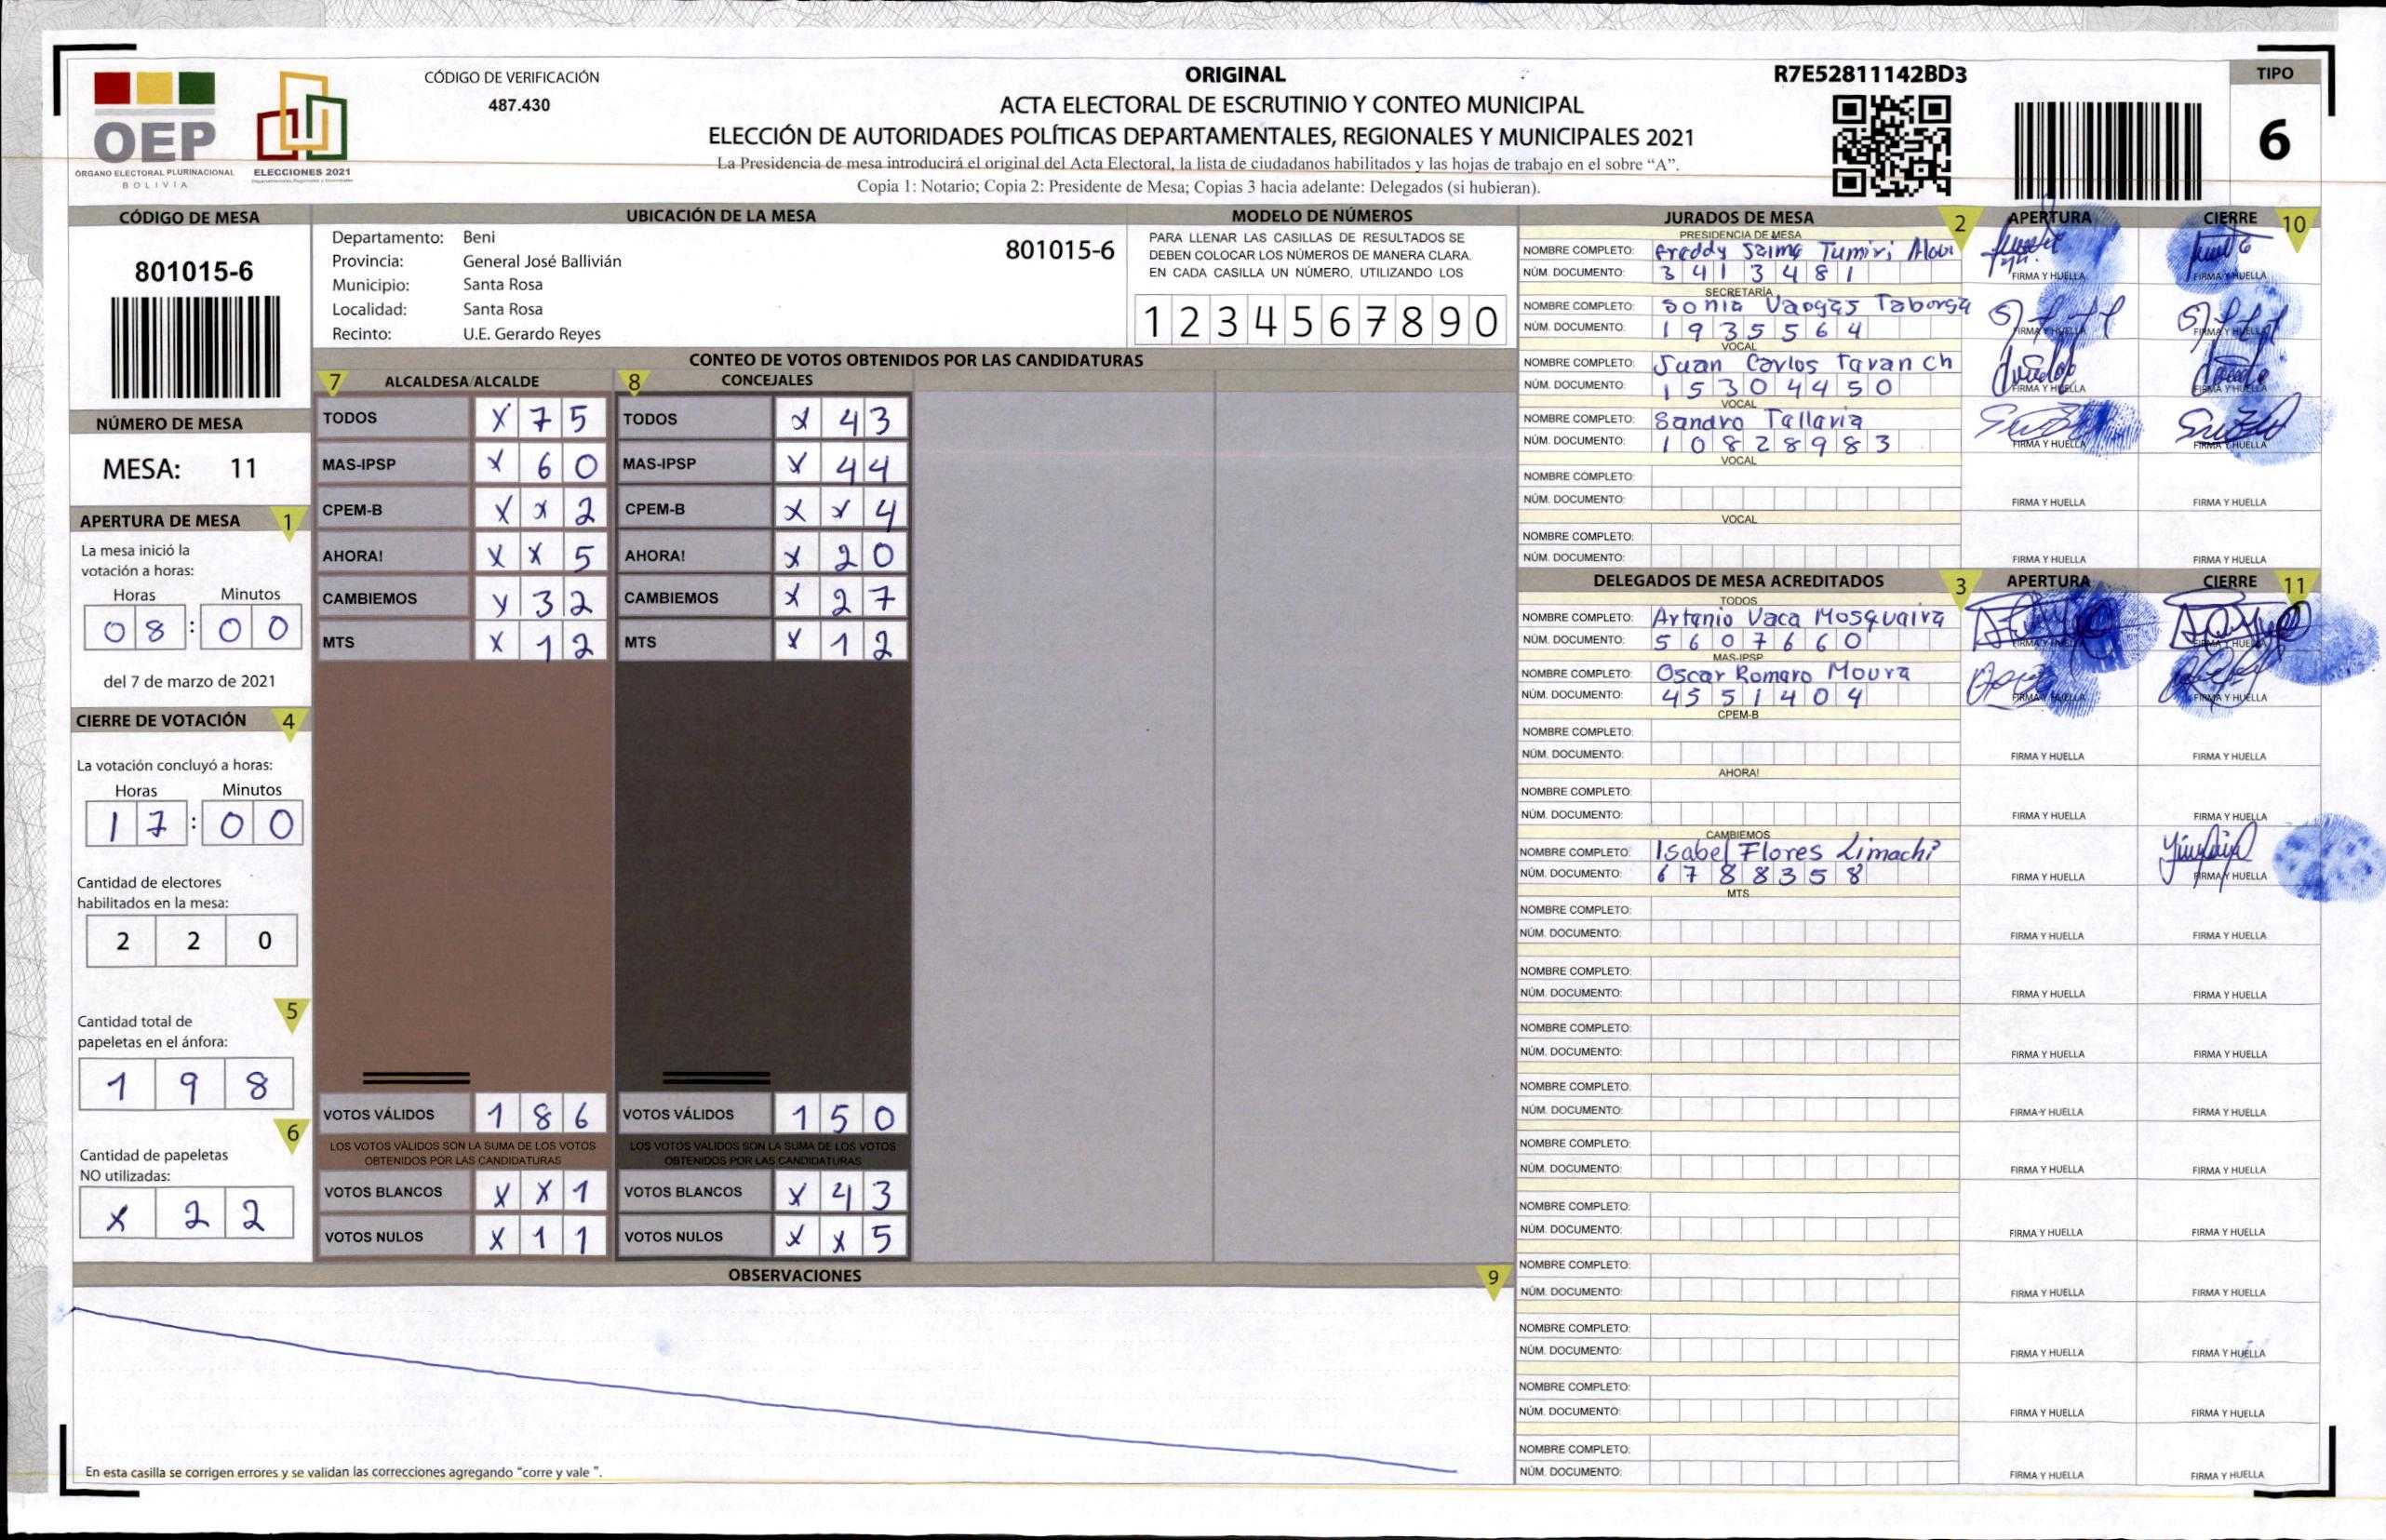 OEP
ÓRGANO ELECTORAL PLURINACIONAL
BOLIVIA
ELECCIONES 2021
CÓDIGO DE VERIFICACIÓN
487.430
ORIGINAL
ACTA ELECTORAL DE ESCRUTINIO Y CONTEO MUNICIPAL
ELECCIÓN DE AUTORIDADES POLÍTICAS DEPARTAMENTALES, REGIONALES Y MUNICIPALES 2021
La Presidencia de mesa introducirá el original del Acta Electoral, la lista de ciudadanos habilitados y las hojas de trabajo en el sobre “A”.
Copia 1: Notario; Copia 2: Presidente de Mesa; Copias 3 hacia adelante: Delegados (si hubieran).
R7E52811142BD3
TIPO
6
CÓDIGO DE MESA
801015-6
NÚMERO DE MESA
MESA: 11
APERTURA DE MESA 1
La mesa inició la
votación a horas:
Horas Minutos
0 8 : 0 0
del 7 de marzo de 2021
CIERRE DE VOTACIÓN 4
La votación concluyó a horas:
Horas Minutos
1 7 : 0 0
Cantidad de electores
habilitados en la mesa:
2 2 0
5
Cantidad total de
papeletas en el ánfora:
1 9 8
6
Cantidad de papeletas
NO utilizadas:
X 2 2
UBICACIÓN DE LA MESA
Departamento: Beni
801015-6
Provincia: General José Ballivián
Municipio: Santa Rosa
Localidad: Santa Rosa
Recinto: U.E. Gerardo Reyes
MODELO DE NÚMEROS
PARA LLENAR LAS CASILLAS DE RESULTADOS SE
DEBEN COLOCAR LOS NÚMEROS DE MANERA CLARA.
EN CADA CASILLA UN NÚMERO, UTILIZANDO LOS
1 2 3 4 5 6 7 8 9 0
CONTEO DE VOTOS OBTENIDOS POR LAS CANDIDATURAS
7 ALCALDESA/ALCALDE 8 CONCEJALES
TODOS X 7 5 TODOS X 4 3
MAS-IPSP X 6 0 MAS-IPSP X 4 4
CPEM-B X X 2 CPEM-B X X 4
AHORA! X X 5 AHORA! X 2 0
CAMBIEMOS X 3 2 CAMBIEMOS X 2 7
MTS X 1 2 MTS X 1 2
VOTOS VÁLIDOS 1 8 6 VOTOS VÁLIDOS 1 5 0
LOS VOTOS VÁLIDOS SON LA SUMA DE LOS VOTOS LOS VOTOS VÁLIDOS SON LA SUMA DE LOS VOTOS
OBTENIDOS POR LAS CANDIDATURAS OBTENIDOS POR LAS CANDIDATURAS
VOTOS BLANCOS X X 1 VOTOS BLANCOS X 4 3
VOTOS NULOS X 1 1 VOTOS NULOS X X 5
OBSERVACIONES 9
En esta casilla se corrigen errores y se validan las correcciones agregando “corre y vale ”.
JURADOS DE MESA 2 APERTURA CIERRE 10
PRESIDENCIA DE MESA
NOMBRE COMPLETO: Freddy Jaime Tumiri
NÚM. DOCUMENTO: 3 4 1 3 4 8 1 FIRMA Y HUELLA FIRMA Y HUELLA
SECRETARÍA
NOMBRE COMPLETO: Sonia Vargas Taborga
NÚM. DOCUMENTO: 1 9 3 5 5 6 4 FIRMA Y HUELLA FIRMA Y HUELLA
VOCAL
NOMBRE COMPLETO: Juan Carlos Tavan Ch
NÚM. DOCUMENTO: 1 5 3 0 4 4 5 0 FIRMA Y HUELLA FIRMA Y HUELLA
VOCAL
NOMBRE COMPLETO: Sandro Tallavia
NÚM. DOCUMENTO: 1 0 8 2 8 9 8 3 FIRMA Y HUELLA FIRMA Y HUELLA
VOCAL
NOMBRE COMPLETO:
NÚM. DOCUMENTO: FIRMA Y HUELLA FIRMA Y HUELLA
VOCAL
NOMBRE COMPLETO:
NÚM. DOCUMENTO: FIRMA Y HUELLA FIRMA Y HUELLA
DELEGADOS DE MESA ACREDITADOS 3 APERTURA CIERRE 11
TODOS
NOMBRE COMPLETO: Artenio Vaca Mosquaira
NÚM. DOCUMENTO: 5 6 0 7 6 6 0 FIRMA Y HUELLA FIRMA Y HUELLA
MAS-IPSP
NOMBRE COMPLETO: Oscar Romaro Moura
NÚM. DOCUMENTO: 4 5 5 1 4 0 4 FIRMA Y HUELLA FIRMA Y HUELLA
CPEM-B
NOMBRE COMPLETO:
NÚM. DOCUMENTO: FIRMA Y HUELLA FIRMA Y HUELLA
AHORA!
NOMBRE COMPLETO:
NÚM. DOCUMENTO: FIRMA Y HUELLA FIRMA Y HUELLA
CAMBIEMOS
NOMBRE COMPLETO: Isabel Flores Limachi
NÚM. DOCUMENTO: 6 7 8 8 3 5 8 FIRMA Y HUELLA FIRMA Y HUELLA
MTS
NOMBRE COMPLETO:
NÚM. DOCUMENTO: FIRMA Y HUELLA FIRMA Y HUELLA
NOMBRE COMPLETO:
NÚM. DOCUMENTO: FIRMA Y HUELLA FIRMA Y HUELLA
NOMBRE COMPLETO:
NÚM. DOCUMENTO: FIRMA Y HUELLA FIRMA Y HUELLA
NOMBRE COMPLETO:
NÚM. DOCUMENTO: FIRMA Y HUELLA FIRMA Y HUELLA
NOMBRE COMPLETO:
NÚM. DOCUMENTO: FIRMA Y HUELLA FIRMA Y HUELLA
NOMBRE COMPLETO:
NÚM. DOCUMENTO: FIRMA Y HUELLA FIRMA Y HUELLA
NOMBRE COMPLETO:
NÚM. DOCUMENTO: FIRMA Y HUELLA FIRMA Y HUELLA
NOMBRE COMPLETO:
NÚM. DOCUMENTO: FIRMA Y HUELLA FIRMA Y HUELLA
NOMBRE COMPLETO:
NÚM. DOCUMENTO: FIRMA Y HUELLA FIRMA Y HUELLA
NOMBRE COMPLETO:
NÚM. DOCUMENTO: FIRMA Y HUELLA FIRMA Y HUELLA